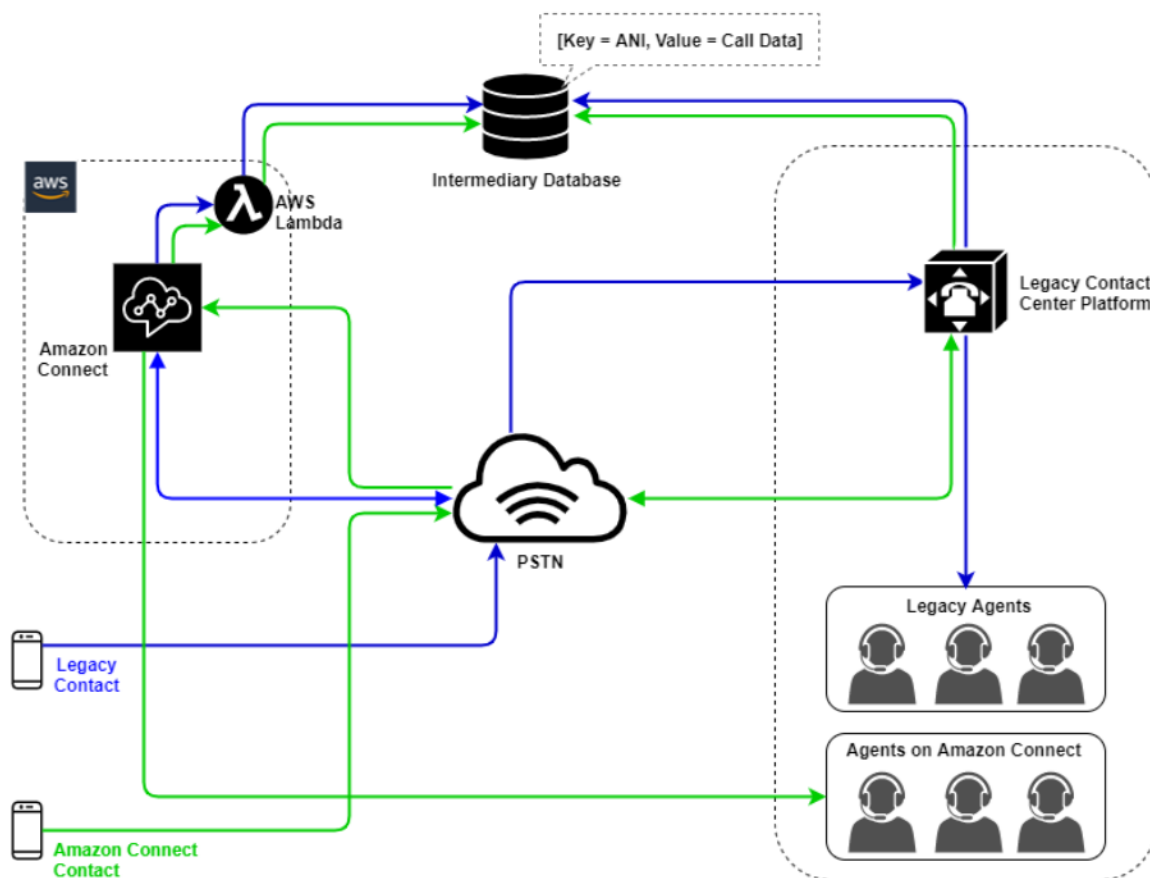 [Key = ANI, Value = Call Data]
Intermediary Database
aws
AWS
Lambda
Amazon
Connect
Legacy Contact
Center Platform
PSTN
Legacy
Contact
Legacy Agents
Agents on Amazon Connect
Amazon Connect
Contact